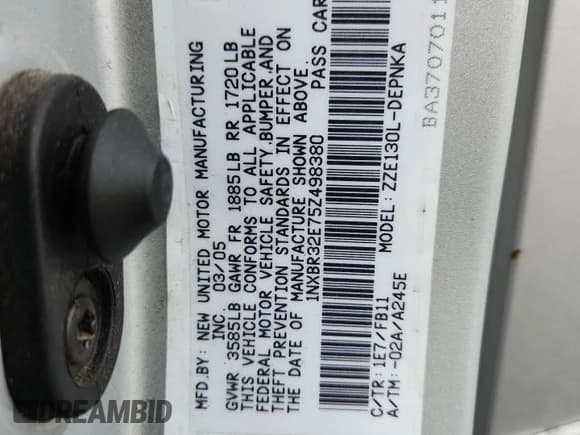 MFD.BY: NEW UNITED MOTOR MANUFACTURING
INC. 03/05
GVWR 3585LB GAWR FR 1885LB RR 1720LB
THIS VEHICLE CONFORMS TO ALL APPLICABLE
FEDERAL MOTOR VEHICLE SAFETY,BUMPER,AND
THEFT PREVENTION STANDARDS IN EFFECT ON
THE DATE OF MANUFACTURE SHOWN ABOVE.
1NXBR32E75Z498380 PASS CAR
C/TR: 1E7/FB11 MODEL: ZZE130L-DEPNKA
A/TM: -02A/A245E
BA3707011
DREAMBID